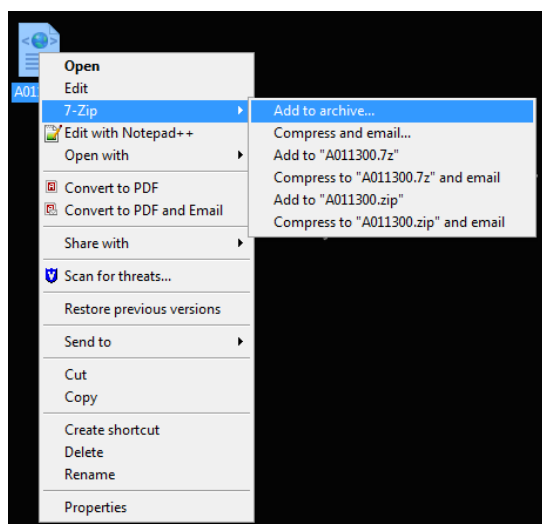 A011
Open
Edit
7-Zip
Edit with Notepad++
Open with
Convert to PDF
Convert to PDF and Email
Share with
Scan for threats...
Restore previous versions
Send to
Cut
Copy
Create shortcut
Delete
Rename
Properties
Add to archive...
Compress and email...
Add to "A011300.7z"
Compress to "A011300.7z" and email
Add to "A011300.zip"
Compress to "A011300.zip" and email